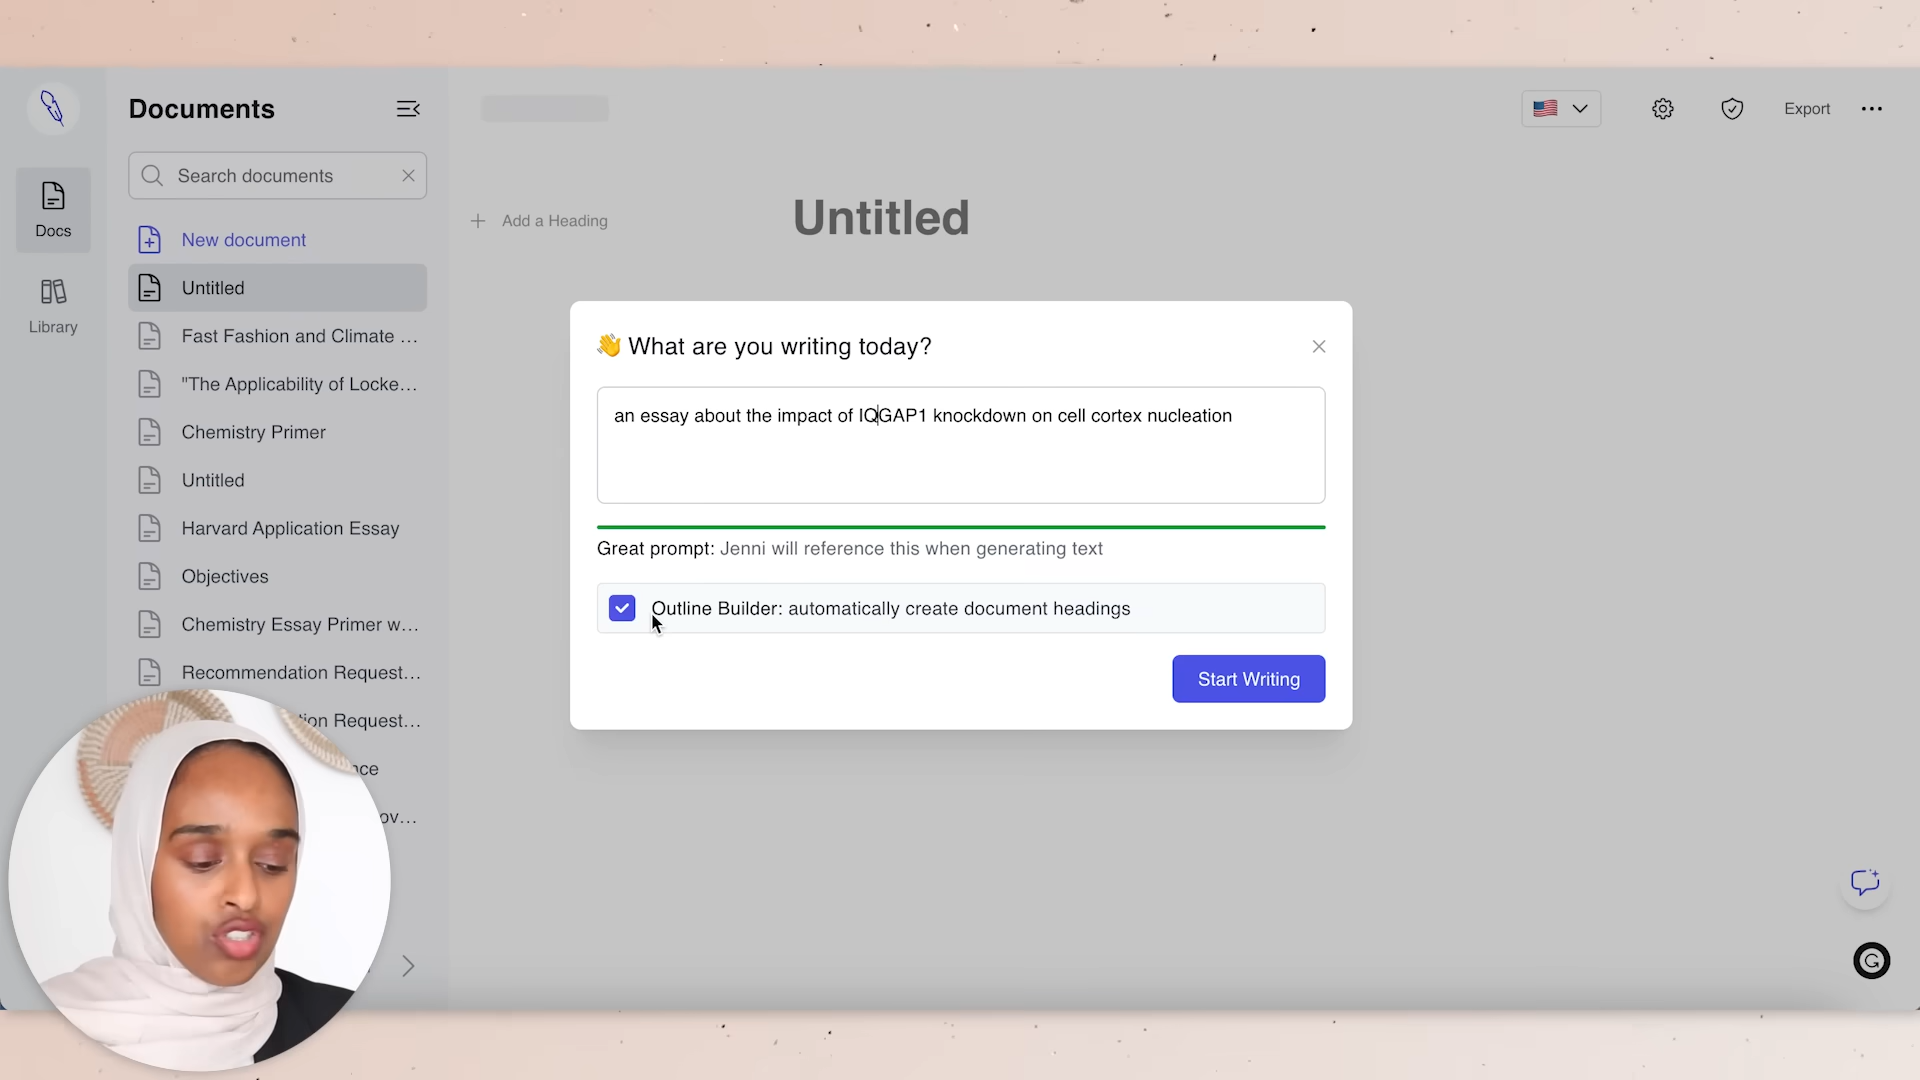 Documents
Export
Search documents
Docs
Library
New document
Untitled
Fast Fashion and Climate …
"The Applicability of Locke…
Chemistry Primer
Untitled
Harvard Application Essay
Objectives
Chemistry Essay Primer w…
Recommendation Request…
Request…
Add a Heading
Untitled
👋 What are you writing today?
an essay about the impact of IQGAP1 knockdown on cell cortex nucleation
Great prompt: Jenni will reference this when generating text
Outline Builder: automatically create document headings
Start Writing